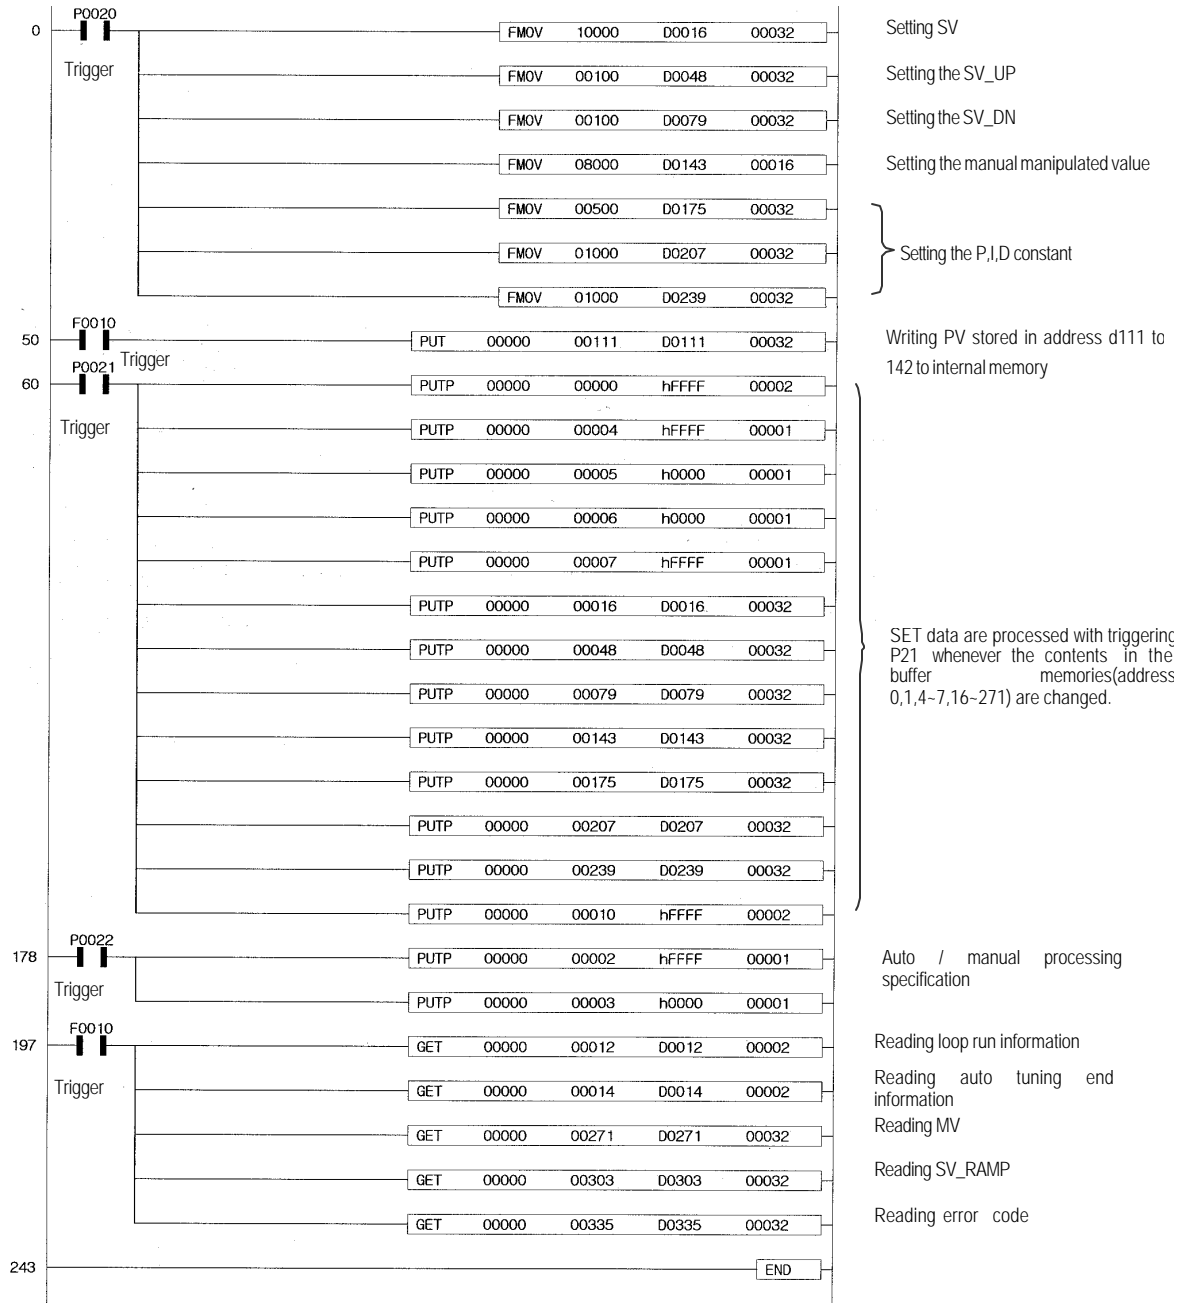 P0020
0 FMOV 10000 D0016 00032 Setting SV
Trigger
FMOV 00100 D0048 00032 Setting the SV_UP
FMOV 00100 D0079 00032 Setting the SV_DN
FMOV 08000 D0143 00016 Setting the manual manipulated value
FMOV 00500 D0175 00032
FMOV 01000 D0207 00032 Setting the P,I,D constant
FMOV 01000 D0239 00032
F0010
50 PUT 00000 00111 D0111 00032 Writing PV stored in address d111 to
Trigger
142 to internal memory
P0021
60 PUTP 00000 00000 hFFFF 00002
Trigger
PUTP 00000 00004 hFFFF 00001
PUTP 00000 00005 h0000 00001
PUTP 00000 00006 h0000 00001
PUTP 00000 00007 hFFFF 00001
PUTP 00000 00016 D0016 00032
PUTP 00000 00048 D0048 00032
PUTP 00000 00079 D0079 00032
PUTP 00000 00143 D0143 00032
PUTP 00000 00175 D0175 00032
PUTP 00000 00207 D0207 00032
PUTP 00000 00239 D0239 00032
PUTP 00000 00010 hFFFF 00002
SET data are processed with triggering
P21 whenever the contents in the
buffer memories(address
0,1,4~7,16~271) are changed.
P0022
178 PUTP 00000 00002 hFFFF 00001 Auto / manual processing
specification
Trigger
PUTP 00000 00003 h0000 00001
F0010
197 GET 00000 00012 D0012 00002 Reading loop run information
Trigger
GET 00000 00014 D0014 00002 Reading auto tuning end
information
GET 00000 00271 D0271 00032 Reading MV
GET 00000 00303 D0303 00032 Reading SV_RAMP
GET 00000 00335 D0335 00032 Reading error code
243 END